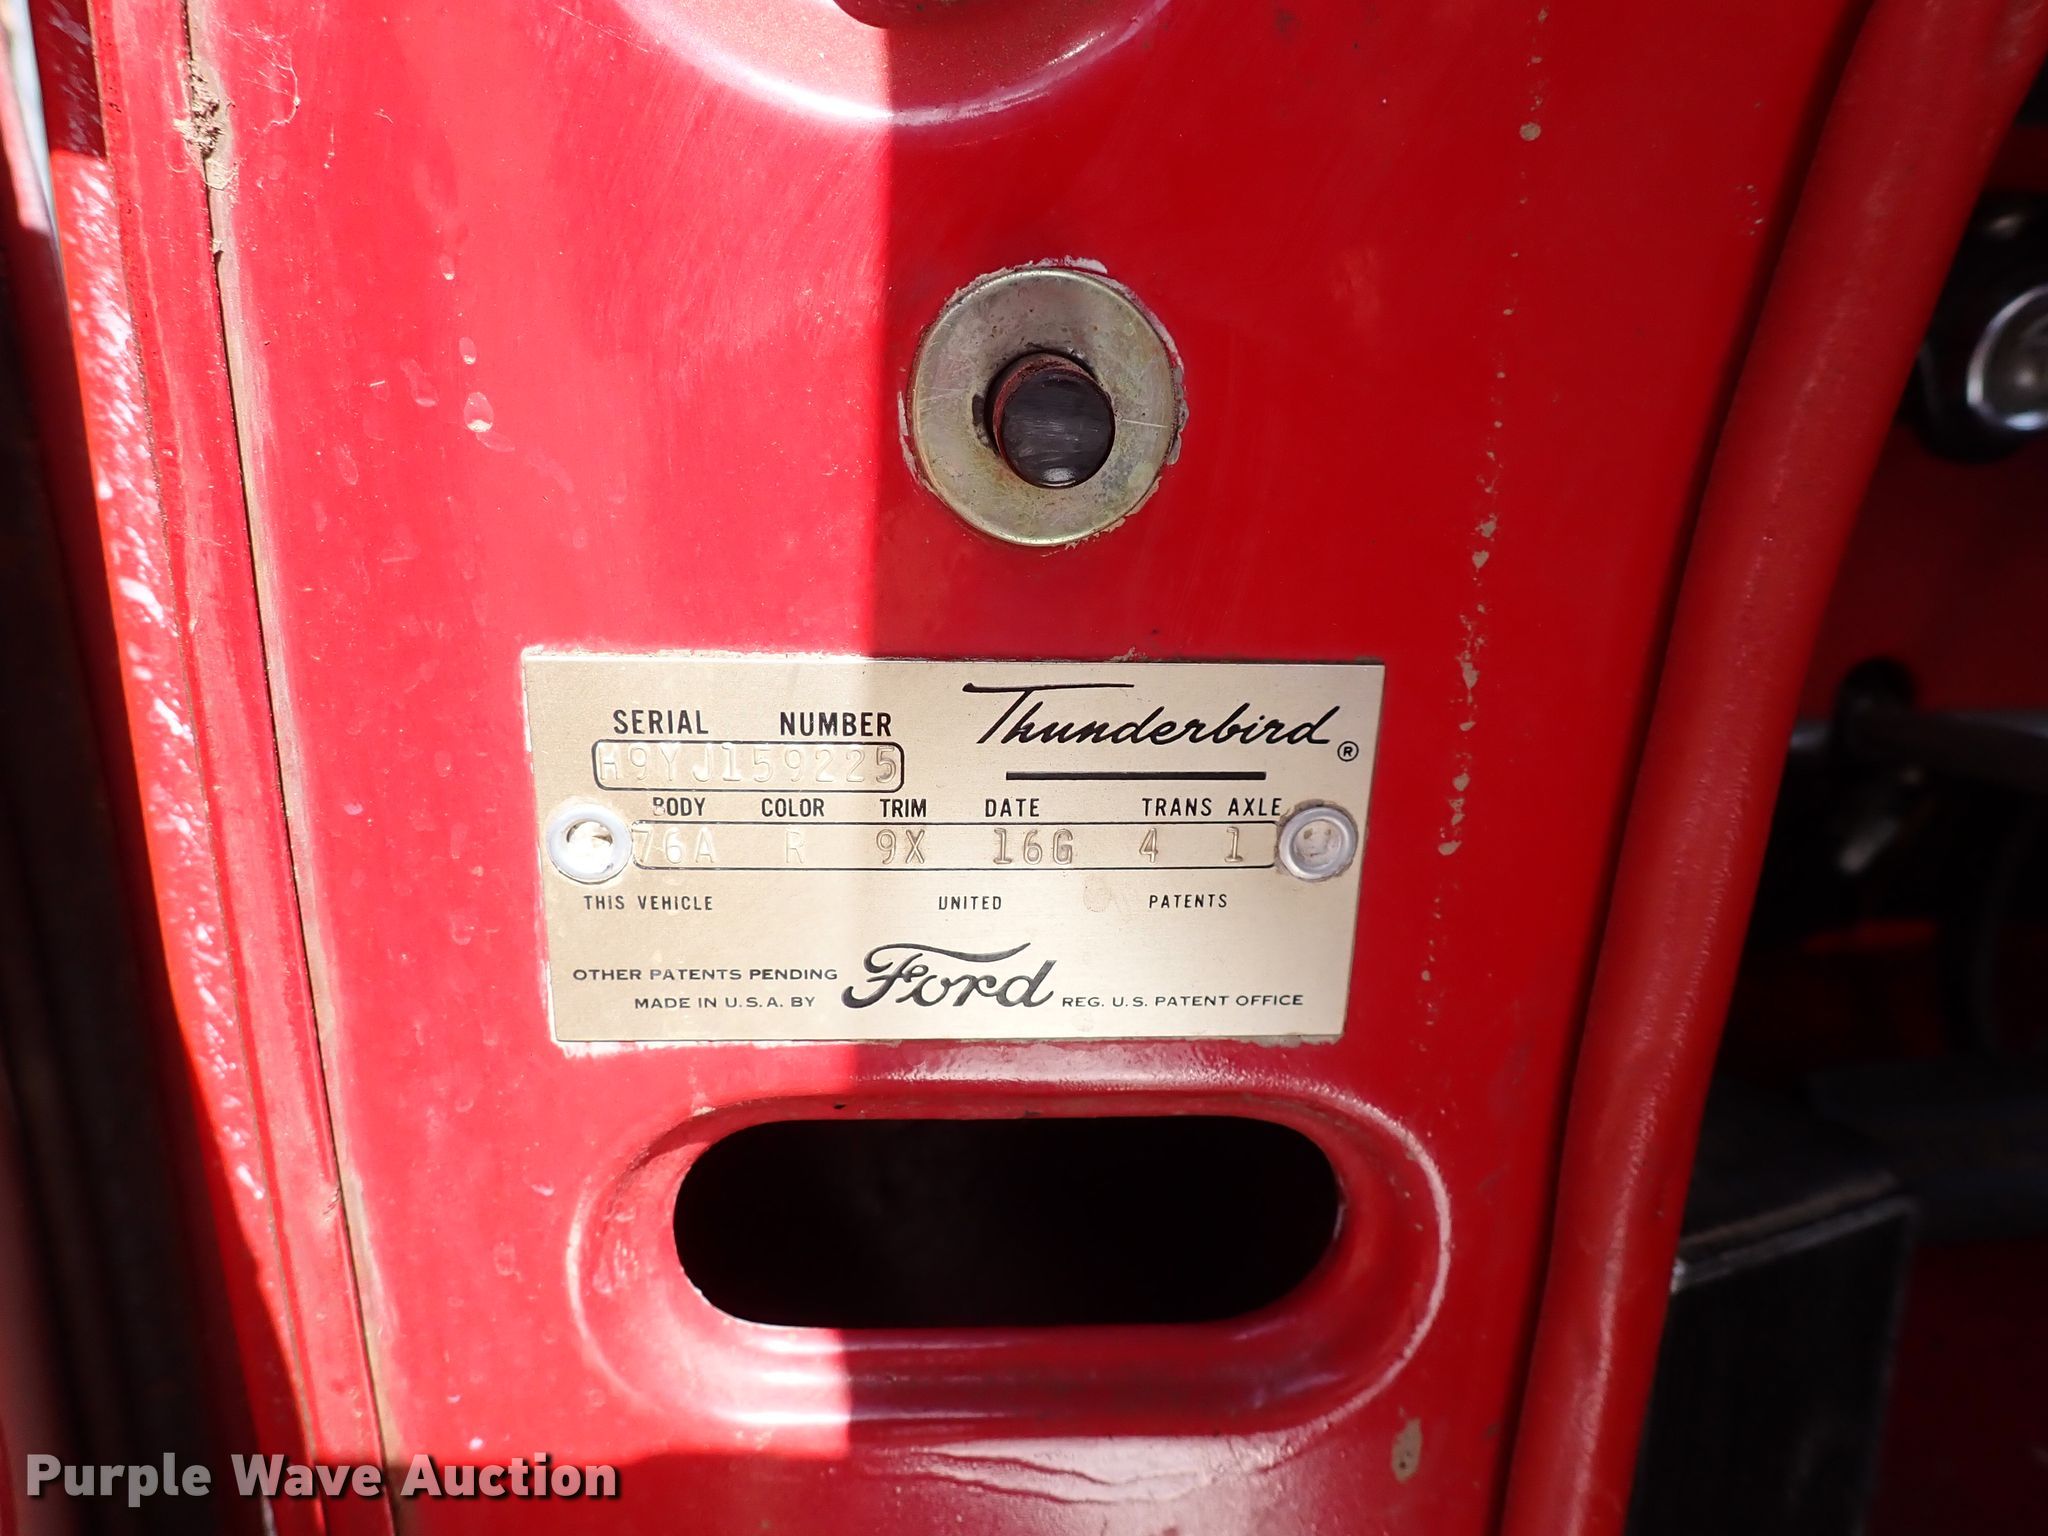 SERIAL NUMBER
Thunderbird®
H9YJ159225
BODY COLOR TRIM DATE TRANS AXLE
76A R 9X 16G 4 1
THIS VEHICLE UNITED PATENTS
OTHER PATENTS PENDING
MADE IN U.S.A. BY Ford REG. U.S. PATENT OFFICE
Purple Wave Auction